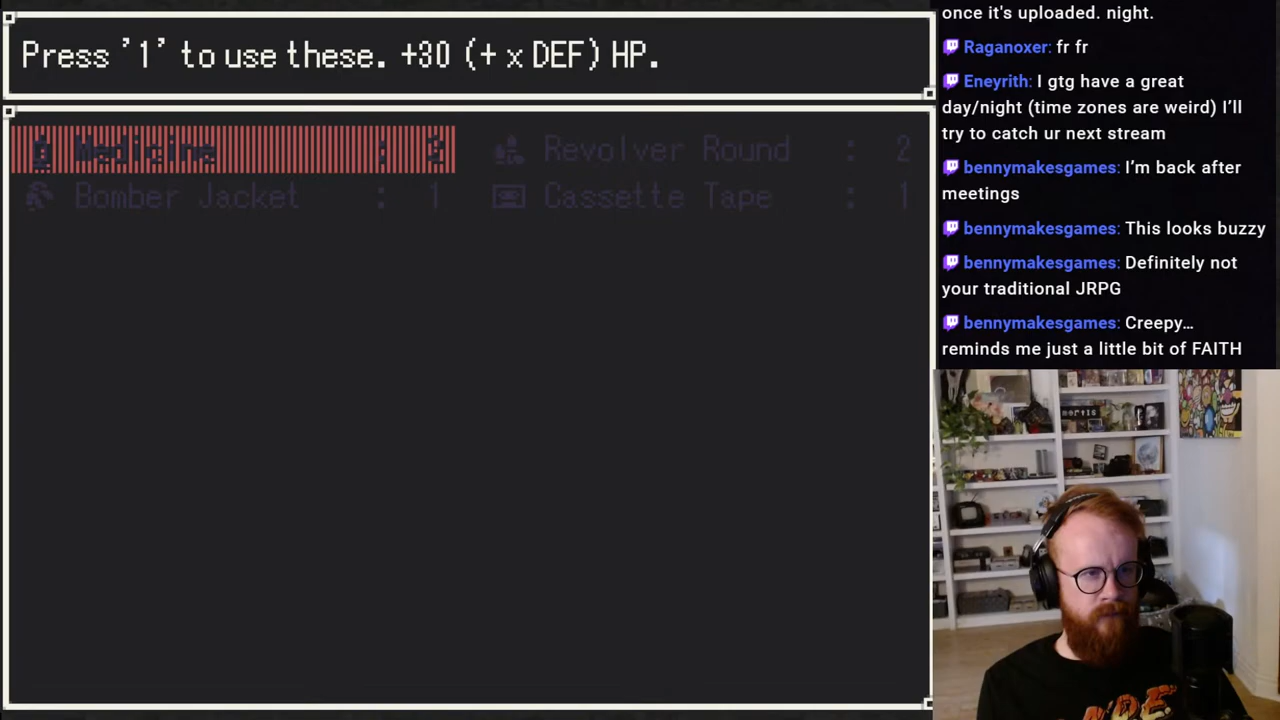 Press '1' to use these. +30 (+ x DEF) HP.
Medicine : 3
Revolver Round : 2
Bomber Jacket : 1
Cassette Tape : 1
once it's uploaded. night.
Raganoxer: fr fr
Eneyrith: I gtg have a great
day/night (time zones are weird) I'll
try to catch ur next stream
bennymakesgames: I'm back after
meetings
bennymakesgames: This looks buzzy
bennymakesgames: Definitely not
your traditional JRPG
bennymakesgames: Creepy...
reminds me just a little bit of FAITH
mortis